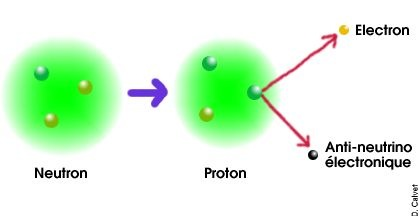 Electron
Anti-neutrino
électronique
Neutron
Proton
D. Calvet